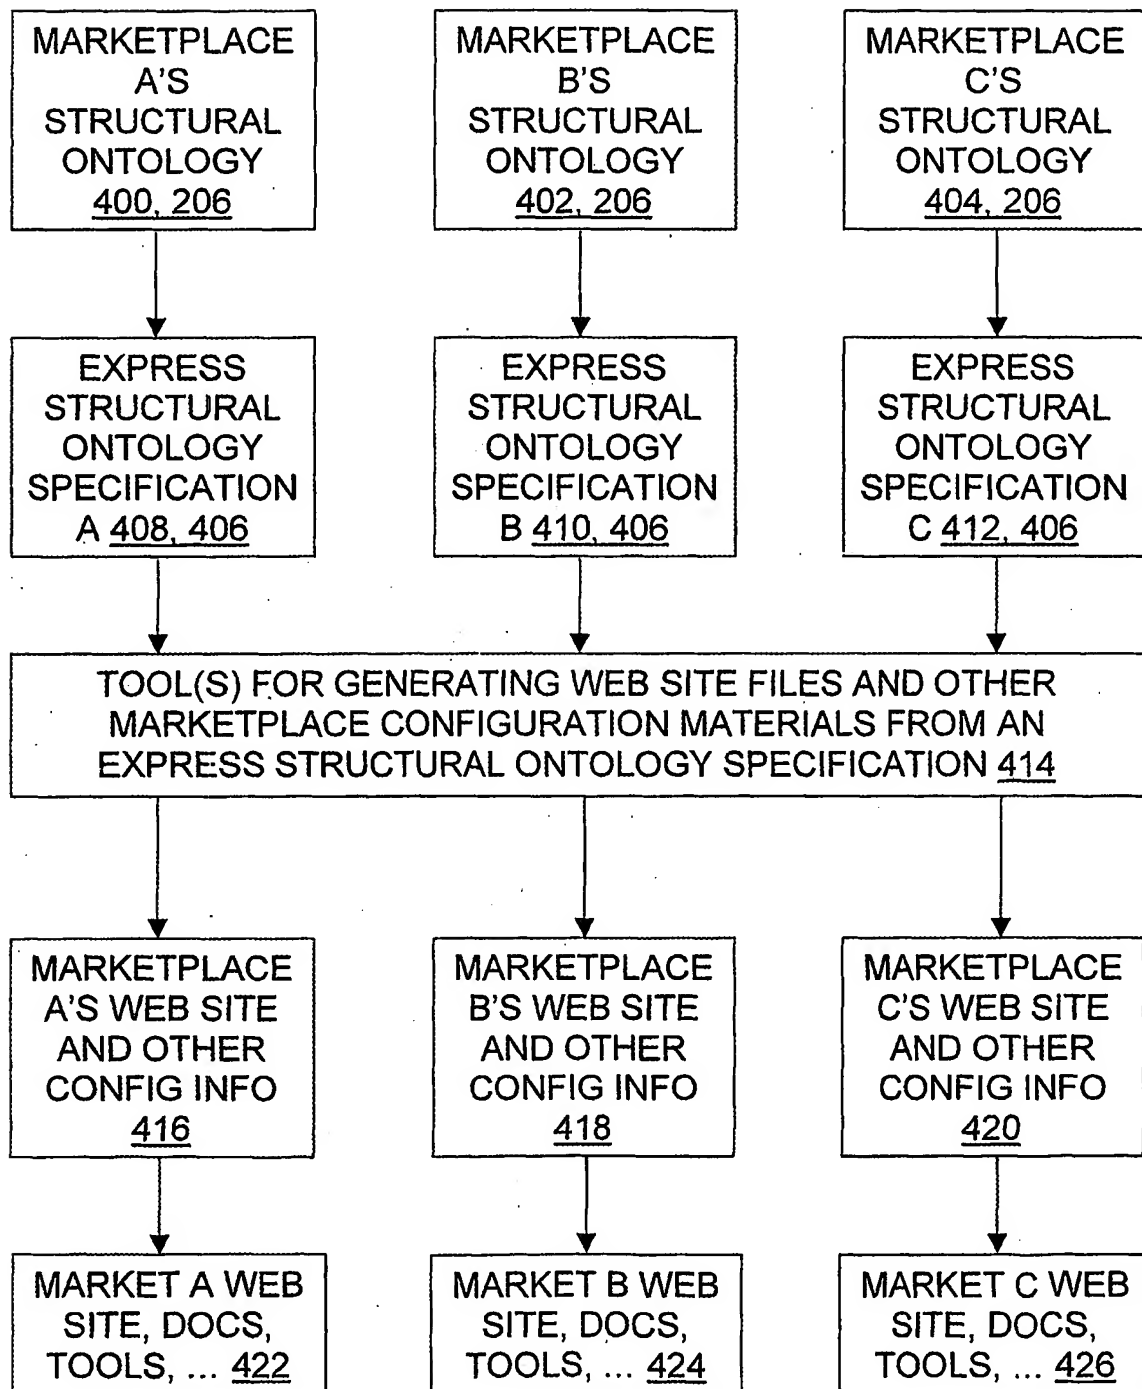 MARKETPLACE
A'S
STRUCTURAL
ONTOLOGY
400, 206
MARKETPLACE
B'S
STRUCTURAL
ONTOLOGY
402, 206
MARKETPLACE
C'S
STRUCTURAL
ONTOLOGY
404, 206
EXPRESS
STRUCTURAL
ONTOLOGY
SPECIFICATION
A 408, 406
EXPRESS
STRUCTURAL
ONTOLOGY
SPECIFICATION
B 410, 406
EXPRESS
STRUCTURAL
ONTOLOGY
SPECIFICATION
C 412, 406
TOOL(S) FOR GENERATING WEB SITE FILES AND OTHER
MARKETPLACE CONFIGURATION MATERIALS FROM AN
EXPRESS STRUCTURAL ONTOLOGY SPECIFICATION 414
MARKETPLACE
A'S WEB SITE
AND OTHER
CONFIG INFO
416
MARKETPLACE
B'S WEB SITE
AND OTHER
CONFIG INFO
418
MARKETPLACE
C'S WEB SITE
AND OTHER
CONFIG INFO
420
MARKET A WEB
SITE, DOCS,
TOOLS, ... 422
MARKET B WEB
SITE, DOCS,
TOOLS, ... 424
MARKET C WEB
SITE, DOCS,
TOOLS, ... 426